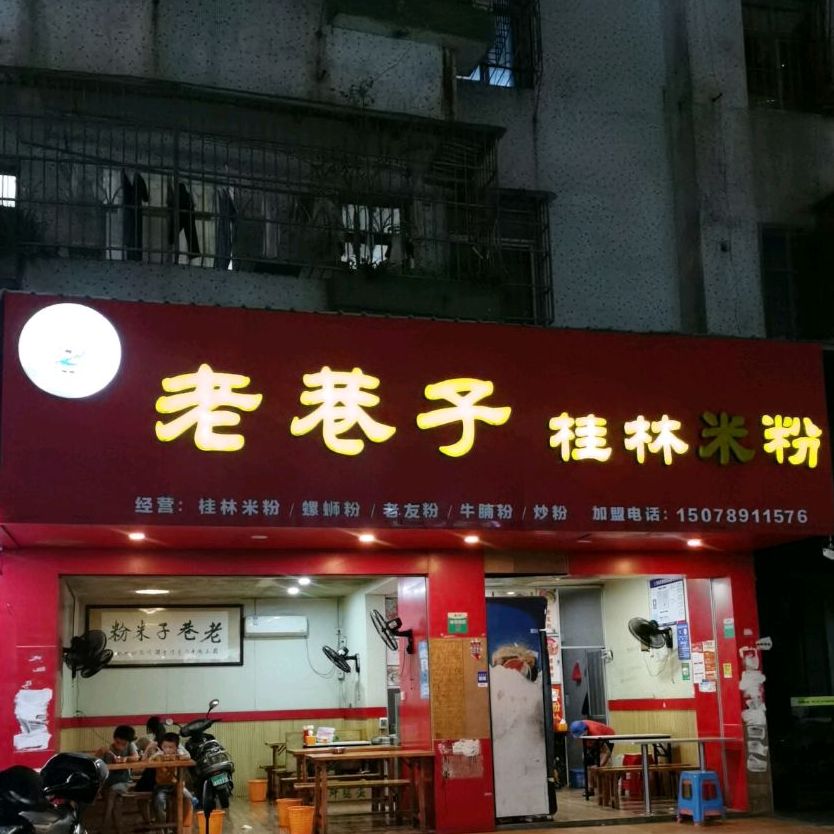 老巷子 桂林米粉
经营：桂林米粉 / 螺蛳粉 / 老友粉 / 牛腩粉 / 炒粉 加盟电话：15078911576
粉米子巷老